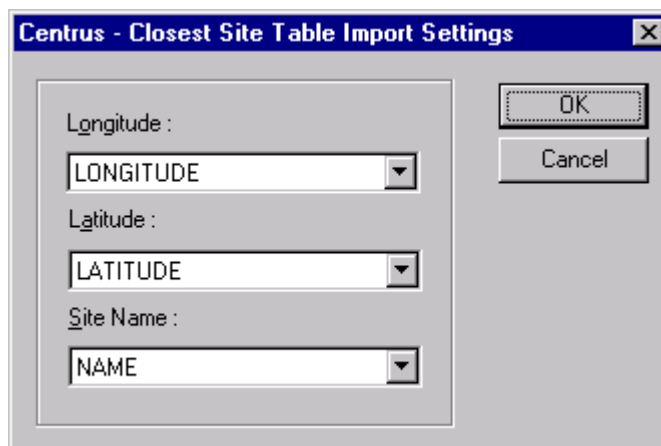 Centrus - Closest Site Table Import Settings
Longitude :
LONGITUDE
Latitude :
LATITUDE
Site Name :
NAME
OK
Cancel